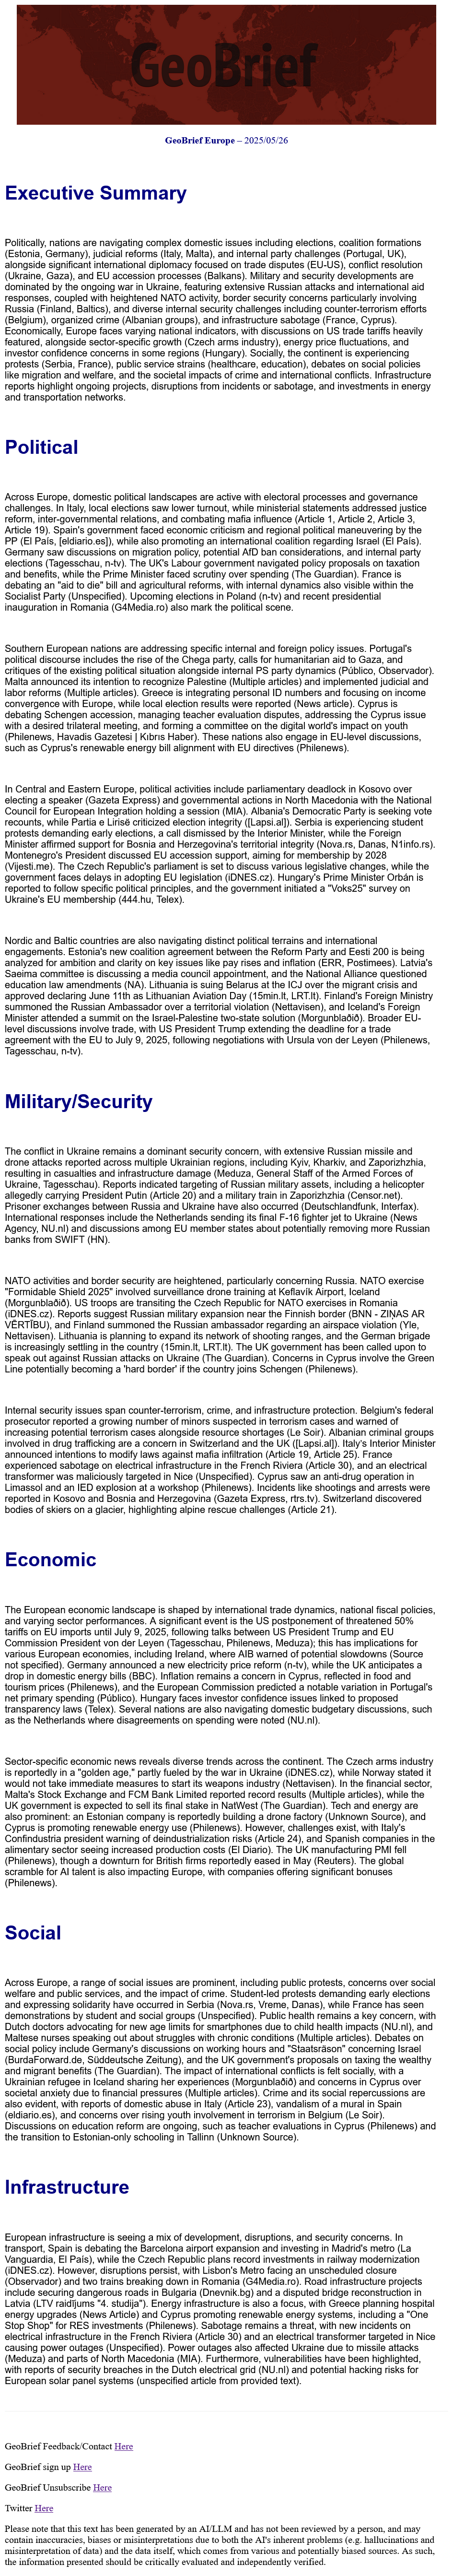 GeoBrief
GeoBrief Europe – 2025/05/26
Executive Summary
Politically, nations are navigating complex domestic issues including elections, coalition formations
(Estonia, Germany), judicial reforms (Italy, Malta), and internal party challenges (Portugal, UK),
alongside significant international diplomacy focused on trade disputes (EU-US), conflict resolution
(Ukraine, Gaza), and EU accession processes (Balkans). Military and security developments are
dominated by the ongoing war in Ukraine, featuring extensive Russian attacks and international aid
responses, coupled with heightened NATO activity, border security concerns particularly involving
Russia (Finland, Baltics), and diverse internal security challenges including counter-terrorism efforts
(Belgium), organized crime (Albanian groups), and infrastructure sabotage (France, Cyprus).
Economically, Europe faces varying national indicators, with discussions on US trade tariffs heavily
featured, alongside sector-specific growth (Czech arms industry), energy price fluctuations, and
investor confidence concerns in some regions (Hungary). Socially, the continent is experiencing
protests (Serbia, France), public service strains (healthcare, education), debates on social policies
like migration and welfare, and the societal impacts of crime and international conflicts. Infrastructure
reports highlight ongoing projects, disruptions from incidents or sabotage, and investments in energy
and transportation networks.
Political
Across Europe, domestic political landscapes are active with electoral processes and governance
challenges. In Italy, local elections saw lower turnout, while ministerial statements addressed justice
reform, inter-governmental relations, and combating mafia influence (Article 1, Article 2, Article 3,
Article 19). Spain's government faced economic criticism and regional political maneuvering by the
PP (El País, [eldiario.es]), while also promoting an international coalition regarding Israel (El País).
Germany saw discussions on migration policy, potential AfD ban considerations, and internal party
elections (Tagesschau, n-tv). The UK's Labour government navigated policy proposals on taxation
and benefits, while the Prime Minister faced scrutiny over spending (The Guardian). France is
debating an "aid to die" bill and agricultural reforms, with internal dynamics also visible within the
Socialist Party (Unspecified). Upcoming elections in Poland (n-tv) and recent presidential
inauguration in Romania (G4Media.ro) also mark the political scene.
Southern European nations are addressing specific internal and foreign policy issues. Portugal's
political discourse includes the rise of the Chega party, calls for humanitarian aid to Gaza, and
critiques of the existing political situation alongside internal PS party dynamics (Público, Observador).
Malta announced its intention to recognize Palestine (Multiple articles) and implemented judicial and
labor reforms (Multiple articles). Greece is integrating personal ID numbers and focusing on income
convergence with Europe, while local election results were reported (News article). Cyprus is
debating Schengen accession, managing teacher evaluation disputes, addressing the Cyprus issue
with a desired trilateral meeting, and forming a committee on the digital world's impact on youth
(Philenews, Havadis Gazetesi | Kıbrıs Haber). These nations also engage in EU-level discussions,
such as Cyprus's renewable energy bill alignment with EU directives (Philenews).
In Central and Eastern Europe, political activities include parliamentary deadlock in Kosovo over
electing a speaker (Gazeta Express) and governmental actions in North Macedonia with the National
Council for European Integration holding a session (MIA). Albania's Democratic Party is seeking vote
recounts, while Partia e Lirisë criticized election integrity ([Lapsi.al]). Serbia is experiencing student
protests demanding early elections, a call dismissed by the Interior Minister, while the Foreign
Minister affirmed support for Bosnia and Herzegovina's territorial integrity (Nova.rs, Danas, N1info.rs).
Montenegro's President discussed EU accession support, aiming for membership by 2028
(Vijesti.me). The Czech Republic's parliament is set to discuss various legislative changes, while the
government faces delays in adopting EU legislation (iDNES.cz). Hungary's Prime Minister Orbán is
reported to follow specific political principles, and the government initiated a "Voks25" survey on
Ukraine's EU membership (444.hu, Telex).
Nordic and Baltic countries are also navigating distinct political terrains and international
engagements. Estonia's new coalition agreement between the Reform Party and Eesti 200 is being
analyzed for ambition and clarity on key issues like pay rises and inflation (ERR, Postimees). Latvia's
Saeima committee is discussing a media council appointment, and the National Alliance questioned
education law amendments (NA). Lithuania is suing Belarus at the ICJ over the migrant crisis and
approved declaring June 11th as Lithuanian Aviation Day (15min.lt, LRT.lt). Finland's Foreign Ministry
summoned the Russian Ambassador over a territorial violation (Nettavisen), and Iceland's Foreign
Minister attended a summit on the Israel-Palestine two-state solution (Morgunblaðið). Broader EU-
level discussions involve trade, with US President Trump extending the deadline for a trade
agreement with the EU to July 9, 2025, following negotiations with Ursula von der Leyen (Philenews,
Tagesschau, n-tv).
Military/Security
The conflict in Ukraine remains a dominant security concern, with extensive Russian missile and
drone attacks reported across multiple Ukrainian regions, including Kyiv, Kharkiv, and Zaporizhzhia,
resulting in casualties and infrastructure damage (Meduza, General Staff of the Armed Forces of
Ukraine, Tagesschau). Reports indicated targeting of Russian military assets, including a helicopter
allegedly carrying President Putin (Article 20) and a military train in Zaporizhzhia (Censor.net).
Prisoner exchanges between Russia and Ukraine have also occurred (Deutschlandfunk, Interfax).
International responses include the Netherlands sending its final F-16 fighter jet to Ukraine (News
Agency, NU.nl) and discussions among EU member states about potentially removing more Russian
banks from SWIFT (HN).
NATO activities and border security are heightened, particularly concerning Russia. NATO exercise
"Formidable Shield 2025" involved surveillance drone training at Keflavík Airport, Iceland
(Morgunblaðið). US troops are transiting the Czech Republic for NATO exercises in Romania
(iDNES.cz). Reports suggest Russian military expansion near the Finnish border (BNN - ZIŅAS AR
VĒRTĪBU), and Finland summoned the Russian ambassador regarding an airspace violation (Yle,
Nettavisen). Lithuania is planning to expand its network of shooting ranges, and the German brigade
is increasingly settling in the country (15min.lt, LRT.lt). The UK government has been called upon to
speak out against Russian attacks on Ukraine (The Guardian). Concerns in Cyprus involve the Green
Line potentially becoming a 'hard border' if the country joins Schengen (Philenews).
Internal security issues span counter-terrorism, crime, and infrastructure protection. Belgium's federal
prosecutor reported a growing number of minors suspected in terrorism cases and warned of
increasing potential terrorism cases alongside resource shortages (Le Soir). Albanian criminal groups
involved in drug trafficking are a concern in Switzerland and the UK ([Lapsi.al]). Italy's Interior Minister
announced intentions to modify laws against mafia infiltration (Article 19, Article 25). France
experienced sabotage on electrical infrastructure in the French Riviera (Article 30), and an electrical
transformer was maliciously targeted in Nice (Unspecified). Cyprus saw an anti-drug operation in
Limassol and an IED explosion at a workshop (Philenews). Incidents like shootings and arrests were
reported in Kosovo and Bosnia and Herzegovina (Gazeta Express, rtrs.tv). Switzerland discovered
bodies of skiers on a glacier, highlighting alpine rescue challenges (Article 21).
Economic
The European economic landscape is shaped by international trade dynamics, national fiscal policies,
and varying sector performances. A significant event is the US postponement of threatened 50%
tariffs on EU imports until July 9, 2025, following talks between US President Trump and EU
Commission President von der Leyen (Tagesschau, Philenews, Meduza); this has implications for
various European economies, including Ireland, where AIB warned of potential slowdowns (Source
not specified). Germany announced a new electricity price reform (n-tv), while the UK anticipates a
drop in domestic energy bills (BBC). Inflation remains a concern in Cyprus, reflected in food and
tourism prices (Philenews), and the European Commission predicted a notable variation in Portugal's
net primary spending (Público). Hungary faces investor confidence issues linked to proposed
transparency laws (Telex). Several nations are also navigating domestic budgetary discussions, such
as the Netherlands where disagreements on spending were noted (NU.nl).
Sector-specific economic news reveals diverse trends across the continent. The Czech arms industry
is reportedly in a "golden age," partly fueled by the war in Ukraine (iDNES.cz), while Norway stated it
would not take immediate measures to start its weapons industry (Nettavisen). In the financial sector,
Malta's Stock Exchange and FCM Bank Limited reported record results (Multiple articles), while the
UK government is expected to sell its final stake in NatWest (The Guardian). Tech and energy are
also prominent: an Estonian company is reportedly building a drone factory (Unknown Source), and
Cyprus is promoting renewable energy use (Philenews). However, challenges exist, with Italy's
Confindustria president warning of deindustrialization risks (Article 24), and Spanish companies in the
alimentary sector seeing increased production costs (El Diario). The UK manufacturing PMI fell
(Philenews), though a downturn for British firms reportedly eased in May (Reuters). The global
scramble for AI talent is also impacting Europe, with companies offering significant bonuses
(Philenews).
Social
Across Europe, a range of social issues are prominent, including public protests, concerns over social
welfare and public services, and the impact of crime. Student-led protests demanding early elections
and expressing solidarity have occurred in Serbia (Nova.rs, Vreme, Danas), while France has seen
demonstrations by student and social groups (Unspecified). Public health remains a key concern, with
Dutch doctors advocating for new age limits for smartphones due to child health impacts (NU.nl), and
Maltese nurses speaking out about struggles with chronic conditions (Multiple articles). Debates on
social policy include Germany's discussions on working hours and "Staatsräson" concerning Israel
(BurdaForward.de, Süddeutsche Zeitung), and the UK government's proposals on taxing the wealthy
and migrant benefits (The Guardian). The impact of international conflicts is felt socially, with a
Ukrainian refugee in Iceland sharing her experiences (Morgunblaðið) and concerns in Cyprus over
societal anxiety due to financial pressures (Multiple articles). Crime and its social repercussions are
also evident, with reports of domestic abuse in Italy (Article 23), vandalism of a mural in Spain
(eldiario.es), and concerns over rising youth involvement in terrorism in Belgium (Le Soir).
Discussions on education reform are ongoing, such as teacher evaluations in Cyprus (Philenews) and
the transition to Estonian-only schooling in Tallinn (Unknown Source).
Infrastructure
European infrastructure is seeing a mix of development, disruptions, and security concerns. In
transport, Spain is debating the Barcelona airport expansion and investing in Madrid's metro (La
Vanguardia, El País), while the Czech Republic plans record investments in railway modernization
(iDNES.cz). However, disruptions persist, with Lisbon's Metro facing an unscheduled closure
(Observador) and two trains breaking down in Romania (G4Media.ro). Road infrastructure projects
include securing dangerous roads in Bulgaria (Dnevnik.bg) and a disputed bridge reconstruction in
Latvia (LTV raidījums "4. studija"). Energy infrastructure is also a focus, with Greece planning hospital
energy upgrades (News Article) and Cyprus promoting renewable energy systems, including a "One
Stop Shop" for RES investments (Philenews). Sabotage remains a threat, with new incidents on
electrical infrastructure in the French Riviera (Article 30) and an electrical transformer targeted in Nice
causing power outages (Unspecified). Power outages also affected Ukraine due to missile attacks
(Meduza) and parts of North Macedonia (MIA). Furthermore, vulnerabilities have been highlighted,
with reports of security breaches in the Dutch electrical grid (NU.nl) and potential hacking risks for
European solar panel systems (unspecified article from provided text).
GeoBrief Feedback/Contact Here
GeoBrief sign up Here
GeoBrief Unsubscribe Here
Twitter Here
Please note that this text has been generated by an AI/LLM and has not been reviewed by a person, and may
contain inaccuracies, biases or misinterpretations due to both the AI's inherent problems (e.g. hallucinations and
misinterpretation of data) and the data itself, which comes from various and potentially biased sources. As such,
the information presented should be critically evaluated and independently verified.